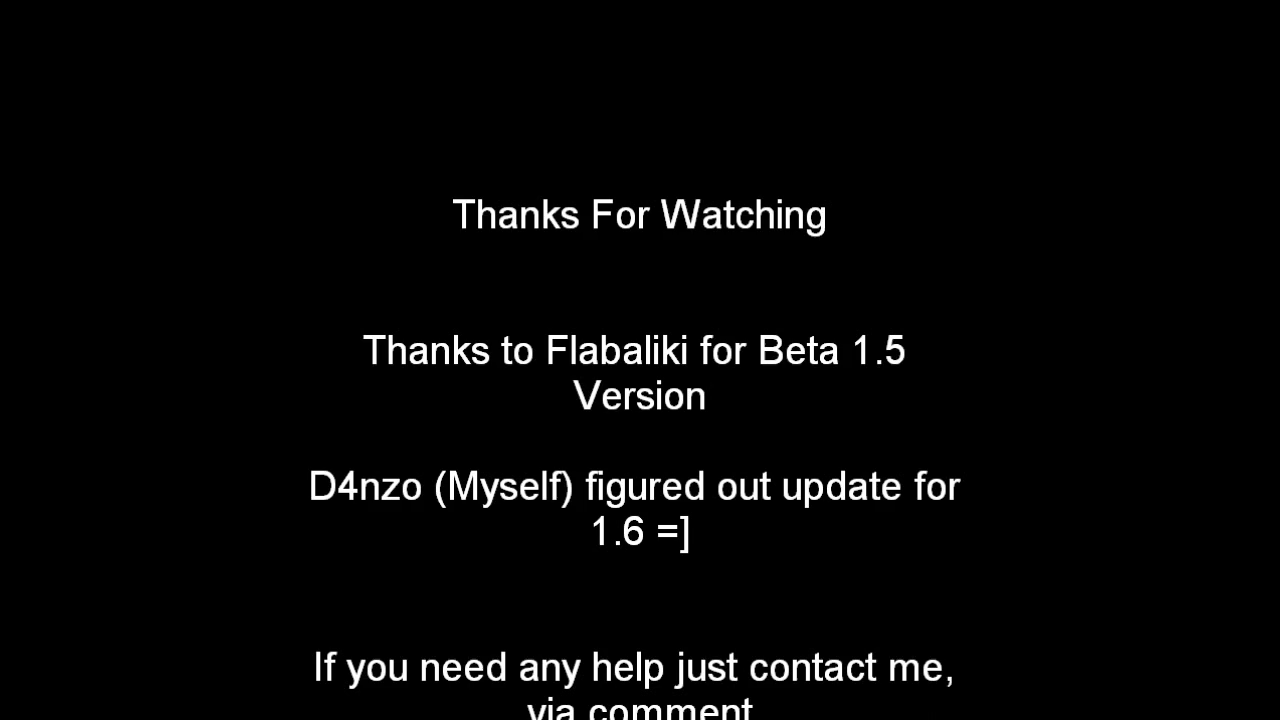 Thanks For Watching
Thanks to Flabaliki for Beta 1.5
Version
D4nzo (Myself) figured out update for
1.6 =]
If you need any help just contact me,
via comment